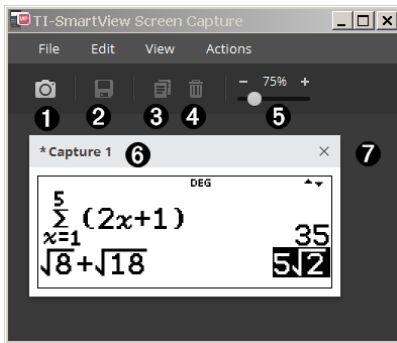 TI-SmartView Screen Capture
File Edit View Actions
− 75% +
1 2 3 4 5
*Capture 1 6 × 7
DEG
5
Σ (2x+1)
x=1
35
√8+√18 5√2